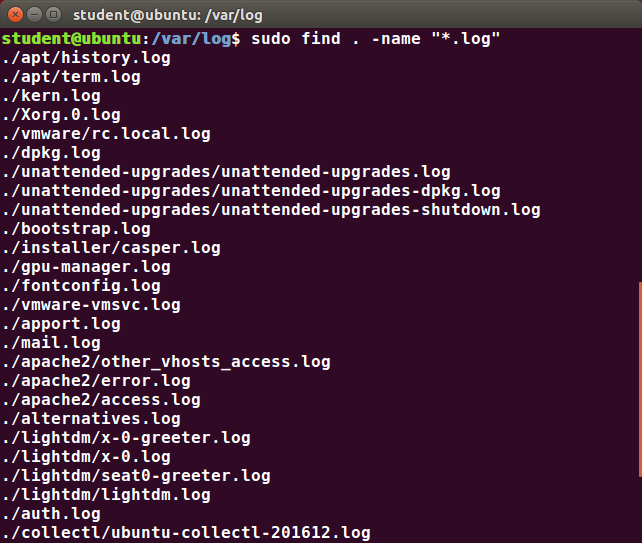 student@ubuntu: /var/log
student@ubuntu:/var/log$ sudo find . -name "*.log"
./apt/history.log
./apt/term.log
./kern.log
./Xorg.0.log
./vmware/rc.local.log
./dpkg.log
./unattended-upgrades/unattended-upgrades.log
./unattended-upgrades/unattended-upgrades-dpkg.log
./unattended-upgrades/unattended-upgrades-shutdown.log
./bootstrap.log
./installer/casper.log
./gpu-manager.log
./fontconfig.log
./vmware-vmsvc.log
./apport.log
./mail.log
./apache2/other_vhosts_access.log
./apache2/error.log
./apache2/access.log
./alternatives.log
./lightdm/x-0-greeter.log
./lightdm/x-0.log
./lightdm/seat0-greeter.log
./lightdm/lightdm.log
./auth.log
./collectl/ubuntu-collectl-201612.log